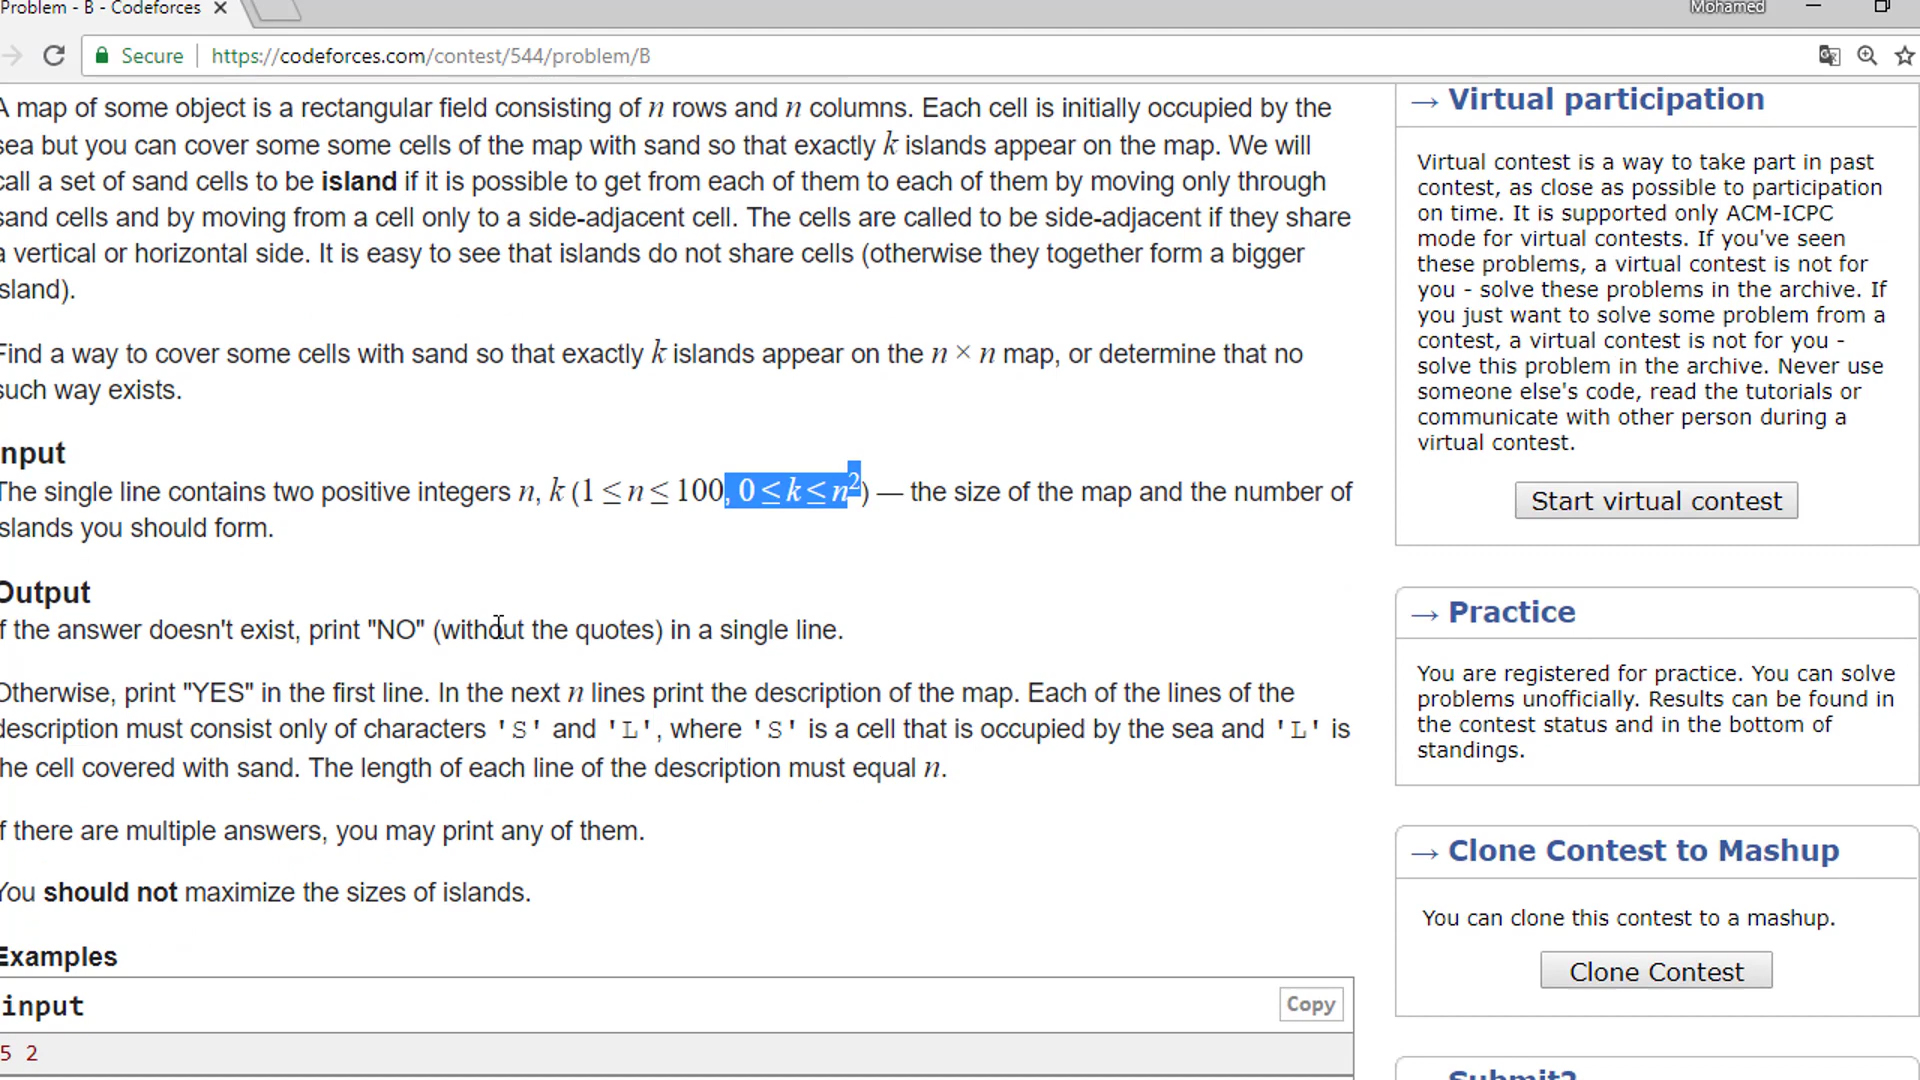 Problem - B - Codeforces
Mohamed
Secure https://codeforces.com/contest/544/problem/B
A map of some object is a rectangular field consisting of n rows and n columns. Each cell is initially occupied by the
sea but you can cover some some cells of the map with sand so that exactly k islands appear on the map. We will
call a set of sand cells to be island if it is possible to get from each of them to each of them by moving only through
sand cells and by moving from a cell only to a side-adjacent cell. The cells are called to be side-adjacent if they share
a vertical or horizontal side. It is easy to see that islands do not share cells (otherwise they together form a bigger
island).
Find a way to cover some cells with sand so that exactly k islands appear on the n × n map, or determine that no
such way exists.
Input
The single line contains two positive integers n, k (1 ≤ n ≤ 100, 0 ≤ k ≤ n²) — the size of the map and the number of
islands you should form.
Output
If the answer doesn't exist, print "NO" (without the quotes) in a single line.
Otherwise, print "YES" in the first line. In the next n lines print the description of the map. Each of the lines of the
description must consist only of characters 'S' and 'L', where 'S' is a cell that is occupied by the sea and 'L' is
the cell covered with sand. The length of each line of the description must equal n.
If there are multiple answers, you may print any of them.
You should not maximize the sizes of islands.
Examples
input
Copy
5 2
→ Virtual participation
Virtual contest is a way to take part in past
contest, as close as possible to participation
on time. It is supported only ACM-ICPC
mode for virtual contests. If you've seen
these problems, a virtual contest is not for
you - solve these problems in the archive. If
you just want to solve some problem from a
contest, a virtual contest is not for you -
solve this problem in the archive. Never use
someone else's code, read the tutorials or
communicate with other person during a
virtual contest.
Start virtual contest
→ Practice
You are registered for practice. You can solve
problems unofficially. Results can be found in
the contest status and in the bottom of
standings.
→ Clone Contest to Mashup
You can clone this contest to a mashup.
Clone Contest
→ Submit?